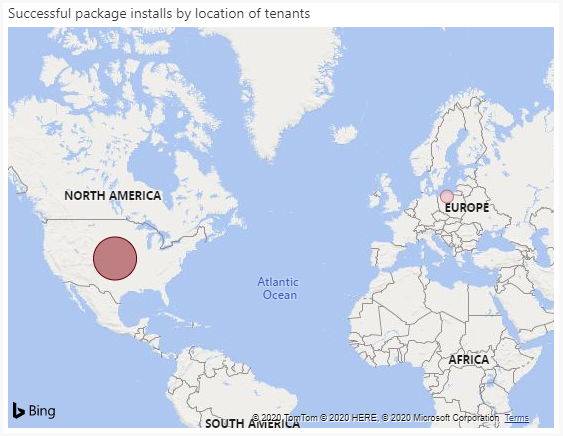 Successful package installs by location of tenants
NORTH AMERICA
EUROPE
Atlantic
Ocean
AFRICA
Bing
SOUTH AMERICA
© 2020 TomTom © 2020 HERE, © 2020 Microsoft Corporation Terms